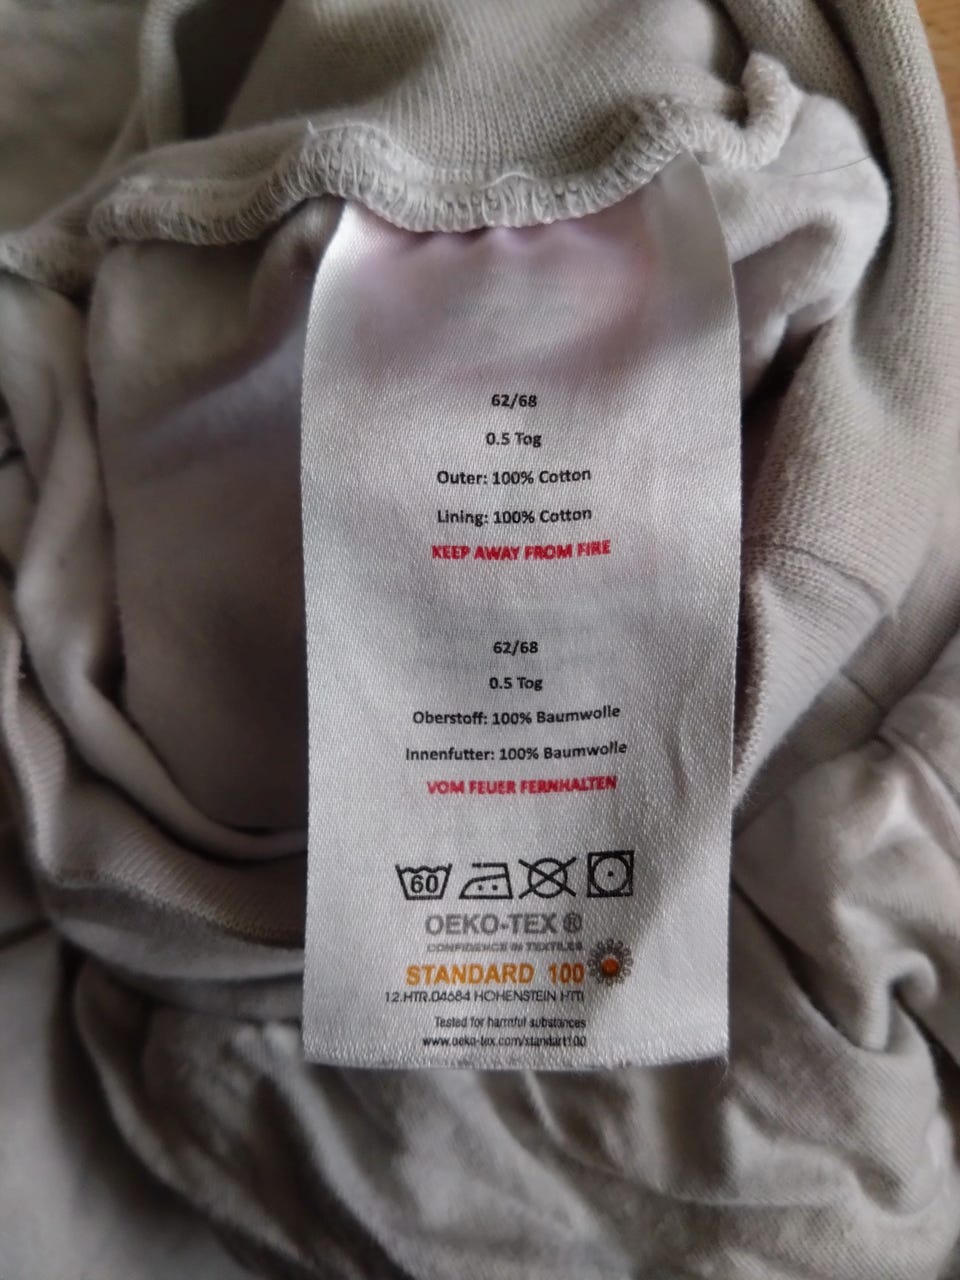 62/68
0.5 Tog
Outer: 100% Cotton
Lining: 100% Cotton
KEEP AWAY FROM FIRE
62/68
0.5 Tog
Oberstoff: 100% Baumwolle
Innenfutter: 100% Baumwolle
VOM FEUER FERNHALTEN
60
OEKO-TEX ®
CONFIDENCE IN TEXTILES
STANDARD 100
12.HTR.04684 HOHENSTEIN HTTI
Tested for harmful substances
www.oeko-tex.com/standart100